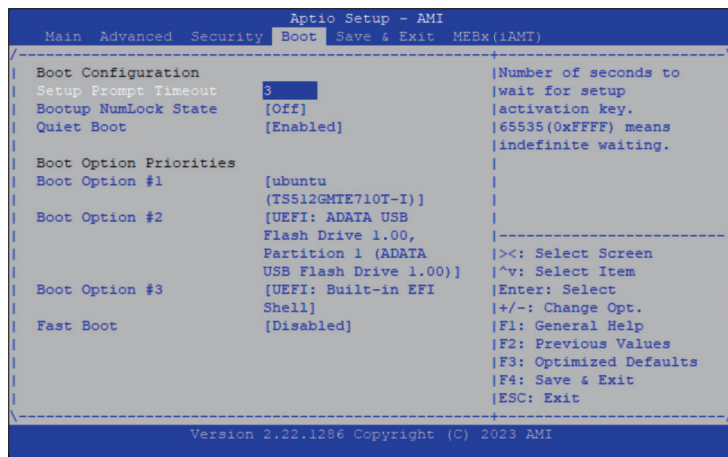 Aptio Setup - AMI
Main Advanced Security Boot Save & Exit MEBx(iAMT)
/-----------------------------------------------------+-----------------------
| Boot Configuration |Number of seconds to
| Setup Prompt Timeout 3 |wait for setup
| Bootup NumLock State [Off] |activation key.
| Quiet Boot [Enabled] |65535(0xFFFF) means
| |indefinite waiting.
| Boot Option Priorities |
| Boot Option #1 [ubuntu |
| (TS512GMTE710T-I)] |
| Boot Option #2 [UEFI: ADATA USB |
| Flash Drive 1.00, |-----------------------
| Partition 1 (ADATA |><: Select Screen
| USB Flash Drive 1.00)] |^v: Select Item
| Boot Option #3 [UEFI: Built-in EFI |Enter: Select
| Shell] |+/-: Change Opt.
| Fast Boot [Disabled] |F1: General Help
| |F2: Previous Values
| |F3: Optimized Defaults
| |F4: Save & Exit
| |ESC: Exit
\-----------------------------------------------------+-----------------------
Version 2.22.1286 Copyright (C) 2023 AMI